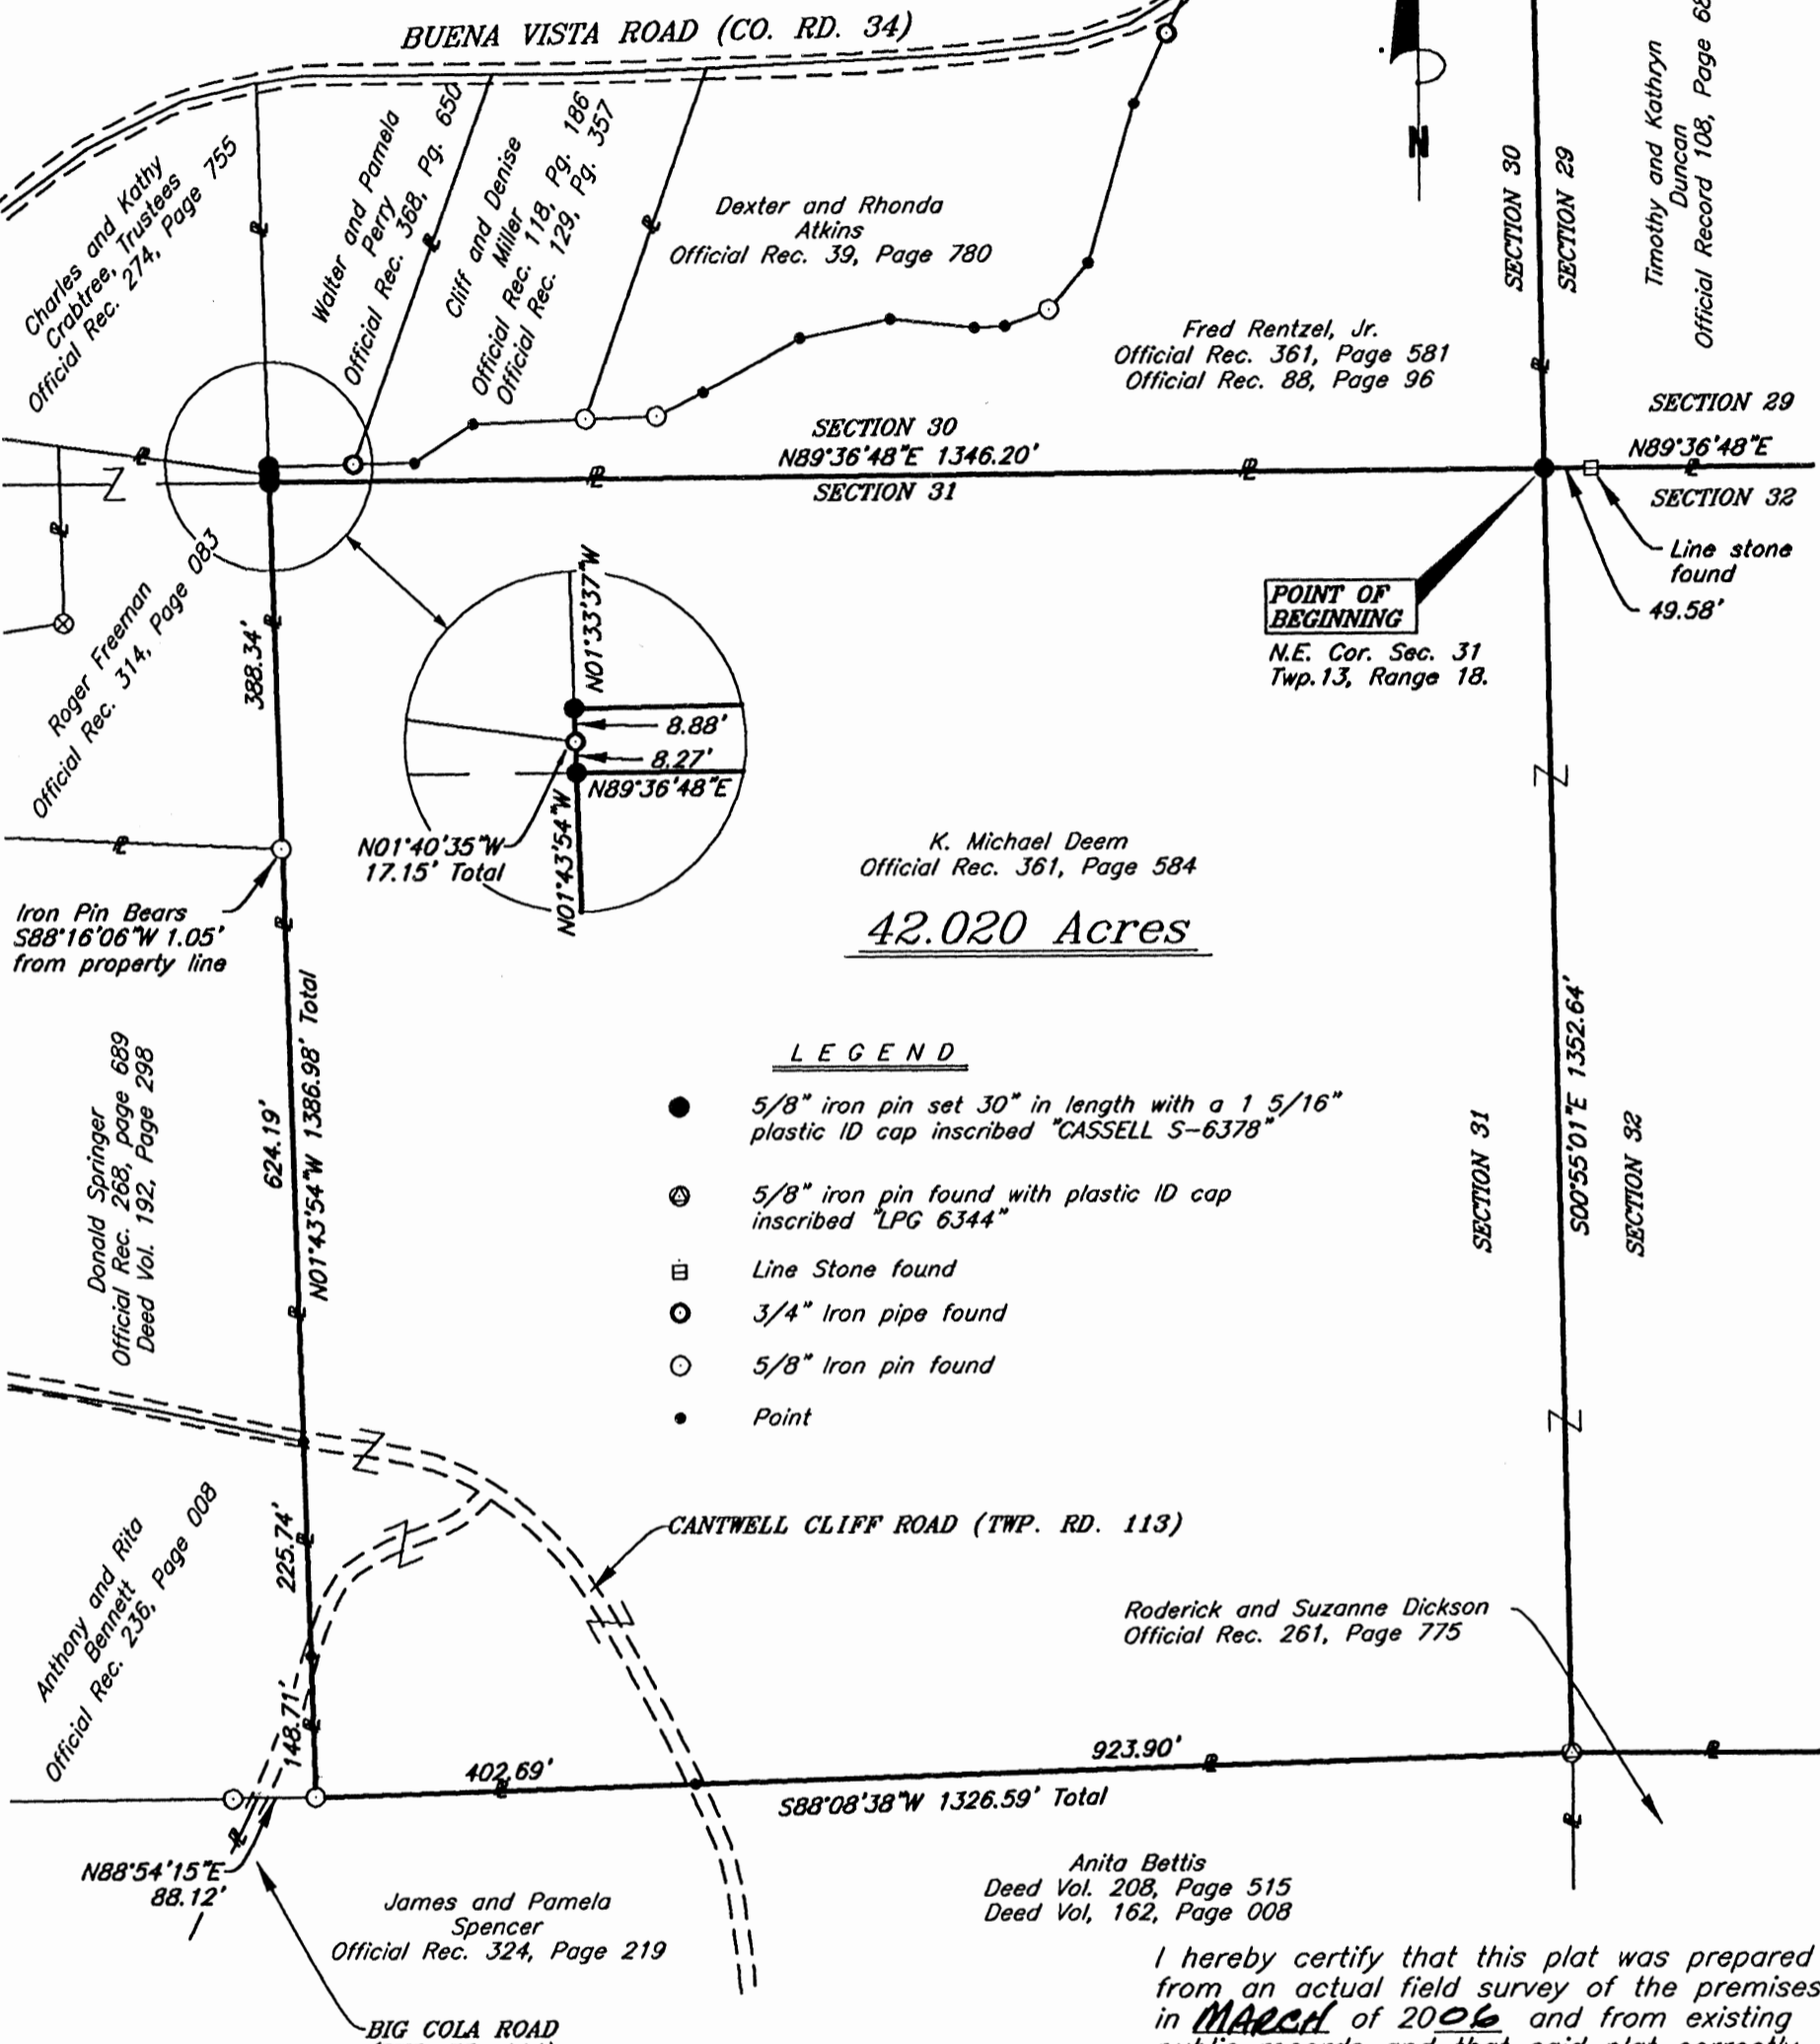 BUENA VISTA ROAD (CO. RD. 34)
Charles and Kathy
Crabtree, Trustees
Official Rec. 274, Page 755
Walter and Pamela
Perry
Official Rec. 368, Pg. 650
Cliff and Denise
Miller
Official Rec. 118, Pg. 186
Official Rec. 129, Pg. 357
Dexter and Rhonda
Atkins
Official Rec. 39, Page 780
Fred Rentzel, Jr.
Official Rec. 361, Page 581
Official Rec. 88, Page 96
N
SECTION 30
SECTION 29
Timothy and Kathryn
Duncan
Official Record 108, Page 68
SECTION 30
N89°36'48"E 1346.20'
SECTION 31
SECTION 29
N89°36'48"E
SECTION 32
Line stone
found
49.58'
POINT OF
BEGINNING
N.E. Cor. Sec. 31
Twp.13, Range 18.
Roger Freeman
Official Rec. 314, Page 083
388.34'
N01°33'37"W
8.88'
8.27'
N89°36'48"E
N01°40'35"W
17.15' Total
N01°43'54"W
Iron Pin Bears
S88°16'06"W 1.05'
from property line
K. Michael Deem
Official Rec. 361, Page 584
42.020 Acres
Donald Springer
Official Rec. 268, page 689
Deed Vol. 192, Page 298
624.19'
N01°43'54"W 1386.98' Total
LEGEND
5/8" iron pin set 30" in length with a 1 5/16"
plastic ID cap inscribed "CASSELL S-6378"
5/8" iron pin found with plastic ID cap
inscribed "LPG 6344"
Line Stone found
3/4" Iron pipe found
5/8" Iron pin found
Point
SECTION 31
S00°55'01"E 1352.64'
SECTION 32
Anthony and Rita
Bennett
Official Rec. 236, Page 008
225.74'
148.71'
CANTWELL CLIFF ROAD (TWP. RD. 113)
Roderick and Suzanne Dickson
Official Rec. 261, Page 775
402.69'
923.90'
S88°08'38"W 1326.59' Total
N88°54'15"E
88.12'
James and Pamela
Spencer
Official Rec. 324, Page 219
Anita Bettis
Deed Vol. 208, Page 515
Deed Vol, 162, Page 008
BIG COLA ROAD
I hereby certify that this plat was prepared
from an actual field survey of the premises
in MARCH of 2006 and from existing
public records and that said plat correctly